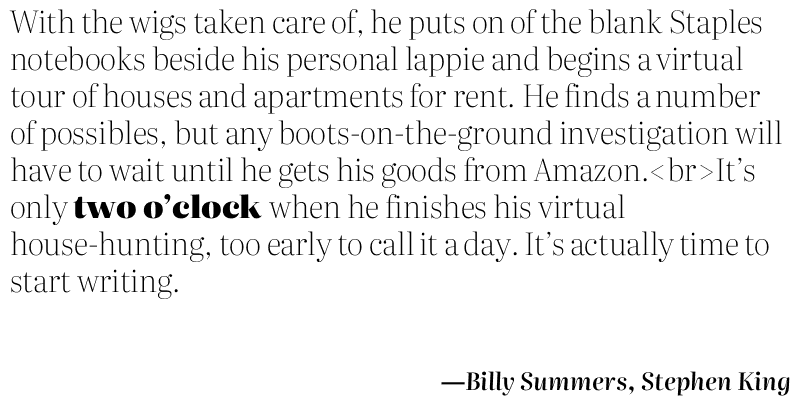 With the wigs taken care of, he puts on of the blank Staples
notebooks beside his personal lappie and begins a virtual
tour of houses and apartments for rent. He finds a number
of possibles, but any boots-on-the-ground investigation will
have to wait until he gets his goods from Amazon.<br>It’s
only two o’clock when he finishes his virtual
house-hunting, too early to call it a day. It’s actually time to
start writing.
—Billy Summers, Stephen King